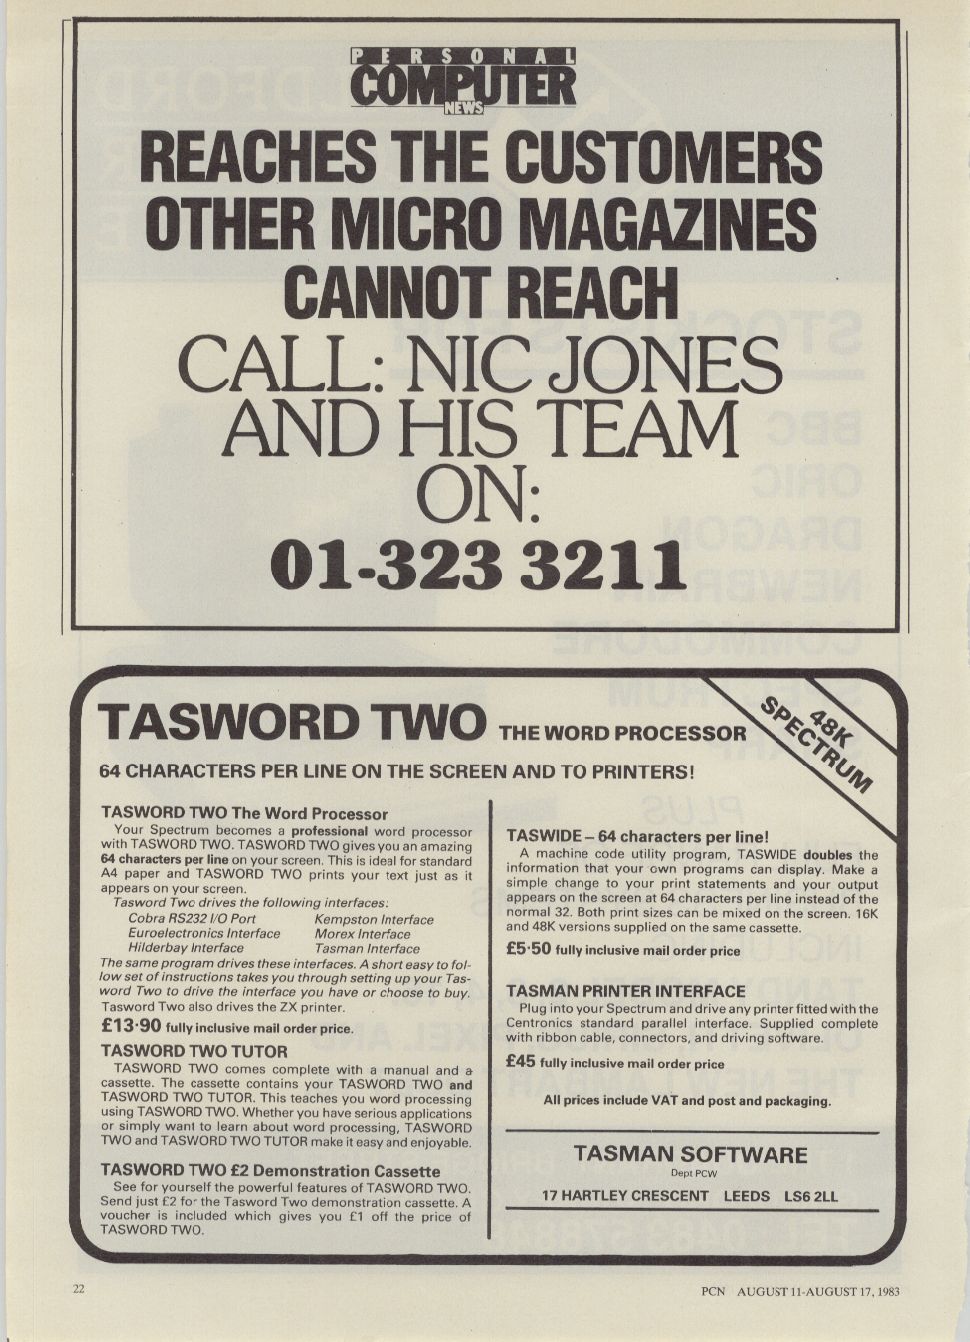 PERSONAL
COMPUTER
NEWS
REACHES THE CUSTOMERS
OTHER MICRO MAGAZINES
CANNOT REACH
CALL: NIC JONES
AND HIS TEAM
ON:
01-323 3211
TASWORD TWO THE WORD PROCESSOR
48K
SPECTRUM
64 CHARACTERS PER LINE ON THE SCREEN AND TO PRINTERS!
TASWORD TWO The Word Processor
Your Spectrum becomes a professional word processor
with TASWORD TWO. TASWORD TWO gives you an amazing
64 characters per line on your screen. This is ideal for standard
A4 paper and TASWORD TWO prints your text just as it
appears on your screen.
Tasword Two drives the following interfaces:
Cobra RS232 I/O Port Kempston Interface
Euroelectronics Interface Morex Interface
Hilderbay Interface Tasman Interface
The same program drives these interfaces. A short easy to fol-
low set of instructions takes you through setting up your Tas-
word Two to drive the interface you have or choose to buy.
Tasword Two also drives the ZX printer.
£13·90 fully inclusive mail order price.
TASWORD TWO TUTOR
TASWORD TWO comes complete with a manual and a
cassette. The cassette contains your TASWORD TWO and
TASWORD TWO TUTOR. This teaches you word processing
using TASWORD TWO. Whether you have serious applications
or simply want to learn about word processing, TASWORD
TWO and TASWORD TWO TUTOR make it easy and enjoyable.
TASWORD TWO £2 Demonstration Cassette
See for yourself the powerful features of TASWORD TWO.
Send just £2 for the Tasword Two demonstration cassette. A
voucher is included which gives you £1 off the price of
TASWORD TWO.
TASWIDE – 64 characters per line!
A machine code utility program, TASWIDE doubles the
information that your own programs can display. Make a
simple change to your print statements and your output
appears on the screen at 64 characters per line instead of the
normal 32. Both print sizes can be mixed on the screen. 16K
and 48K versions supplied on the same cassette.
£5·50 fully inclusive mail order price
TASMAN PRINTER INTERFACE
Plug into your Spectrum and drive any printer fitted with the
Centronics standard parallel interface. Supplied complete
with ribbon cable, connectors, and driving software.
£45 fully inclusive mail order price
All prices include VAT and post and packaging.
TASMAN SOFTWARE
Dept PCW
17 HARTLEY CRESCENT LEEDS LS6 2LL
22
PCN AUGUST 11-AUGUST 17, 1983